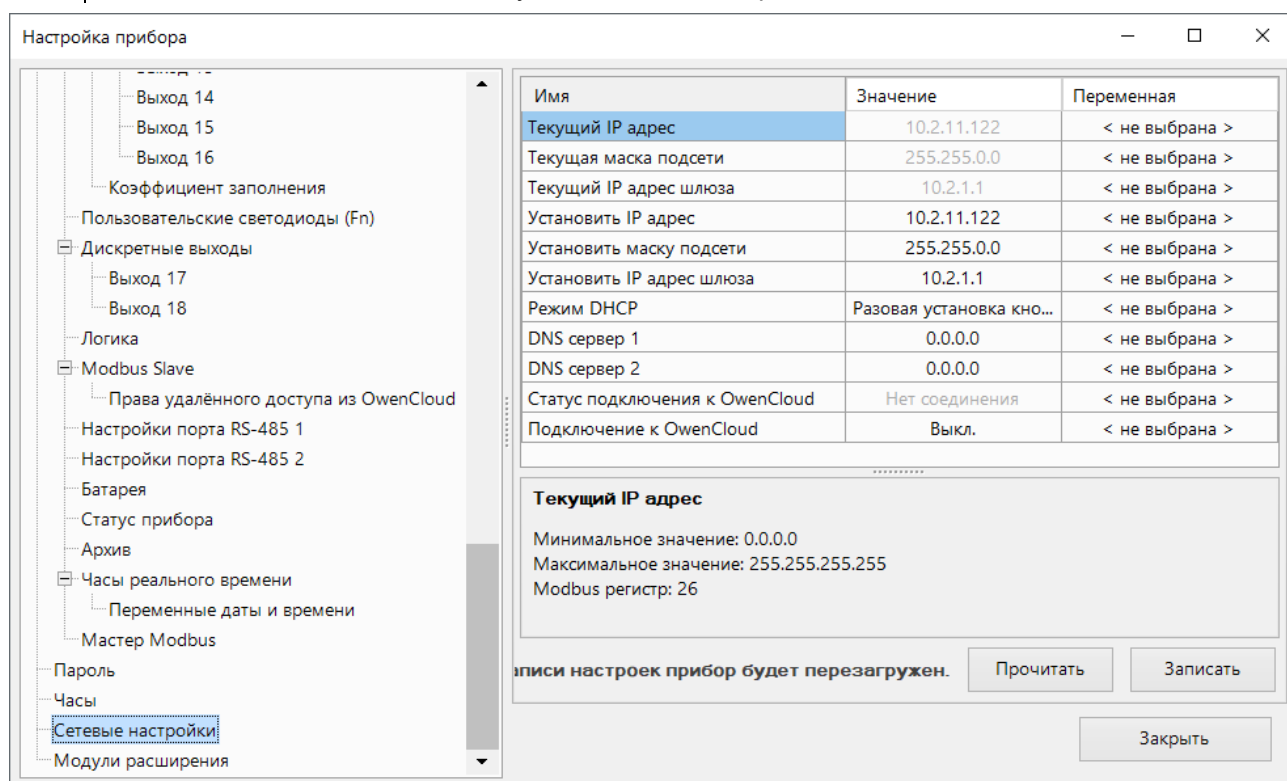 Настройка прибора
Выход 14
Выход 15
Выход 16
Коэффициент заполнения
Пользовательские светодиоды (Fn)
Дискретные выходы
Выход 17
Выход 18
Логика
Modbus Slave
Права удалённого доступа из OwenCloud
Настройки порта RS-485 1
Настройки порта RS-485 2
Батарея
Статус прибора
Архив
Часы реального времени
Переменные даты и времени
Мастер Modbus
Пароль
Часы
Сетевые настройки
Модули расширения
Имя Значение Переменная
Текущий IP адрес 10.2.11.122 < не выбрана >
Текущая маска подсети 255.255.0.0 < не выбрана >
Текущий IP адрес шлюза 10.2.1.1 < не выбрана >
Установить IP адрес 10.2.11.122 < не выбрана >
Установить маску подсети 255.255.0.0 < не выбрана >
Установить IP адрес шлюза 10.2.1.1 < не выбрана >
Режим DHCP Разовая установка кно... < не выбрана >
DNS сервер 1 0.0.0.0 < не выбрана >
DNS сервер 2 0.0.0.0 < не выбрана >
Статус подключения к OwenCloud Нет соединения < не выбрана >
Подключение к OwenCloud Выкл. < не выбрана >
Текущий IP адрес
Минимальное значение: 0.0.0.0
Максимальное значение: 255.255.255.255
Modbus регистр: 26
аписи настроек прибор будет перезагружен. Прочитать Записать
Закрыть